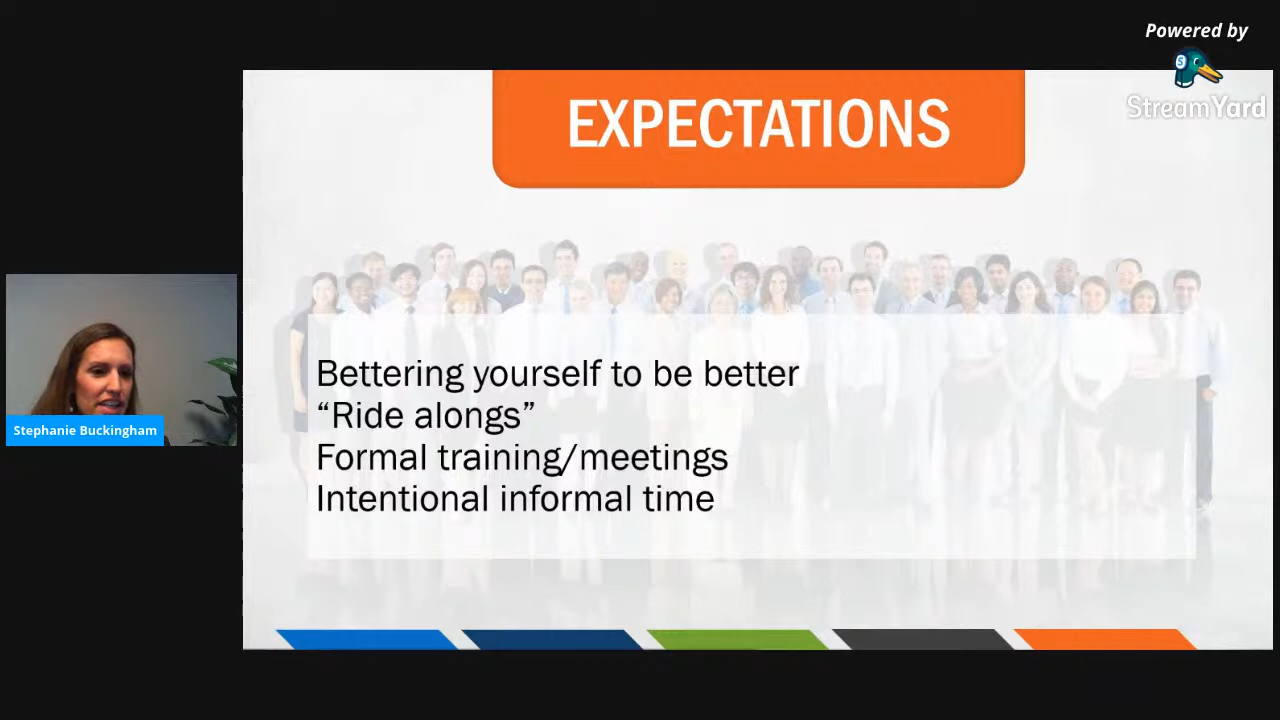 Powered by
StreamYard
EXPECTATIONS
Bettering yourself to be better
“Ride alongs”
Formal training/meetings
Intentional informal time
Stephanie Buckingham